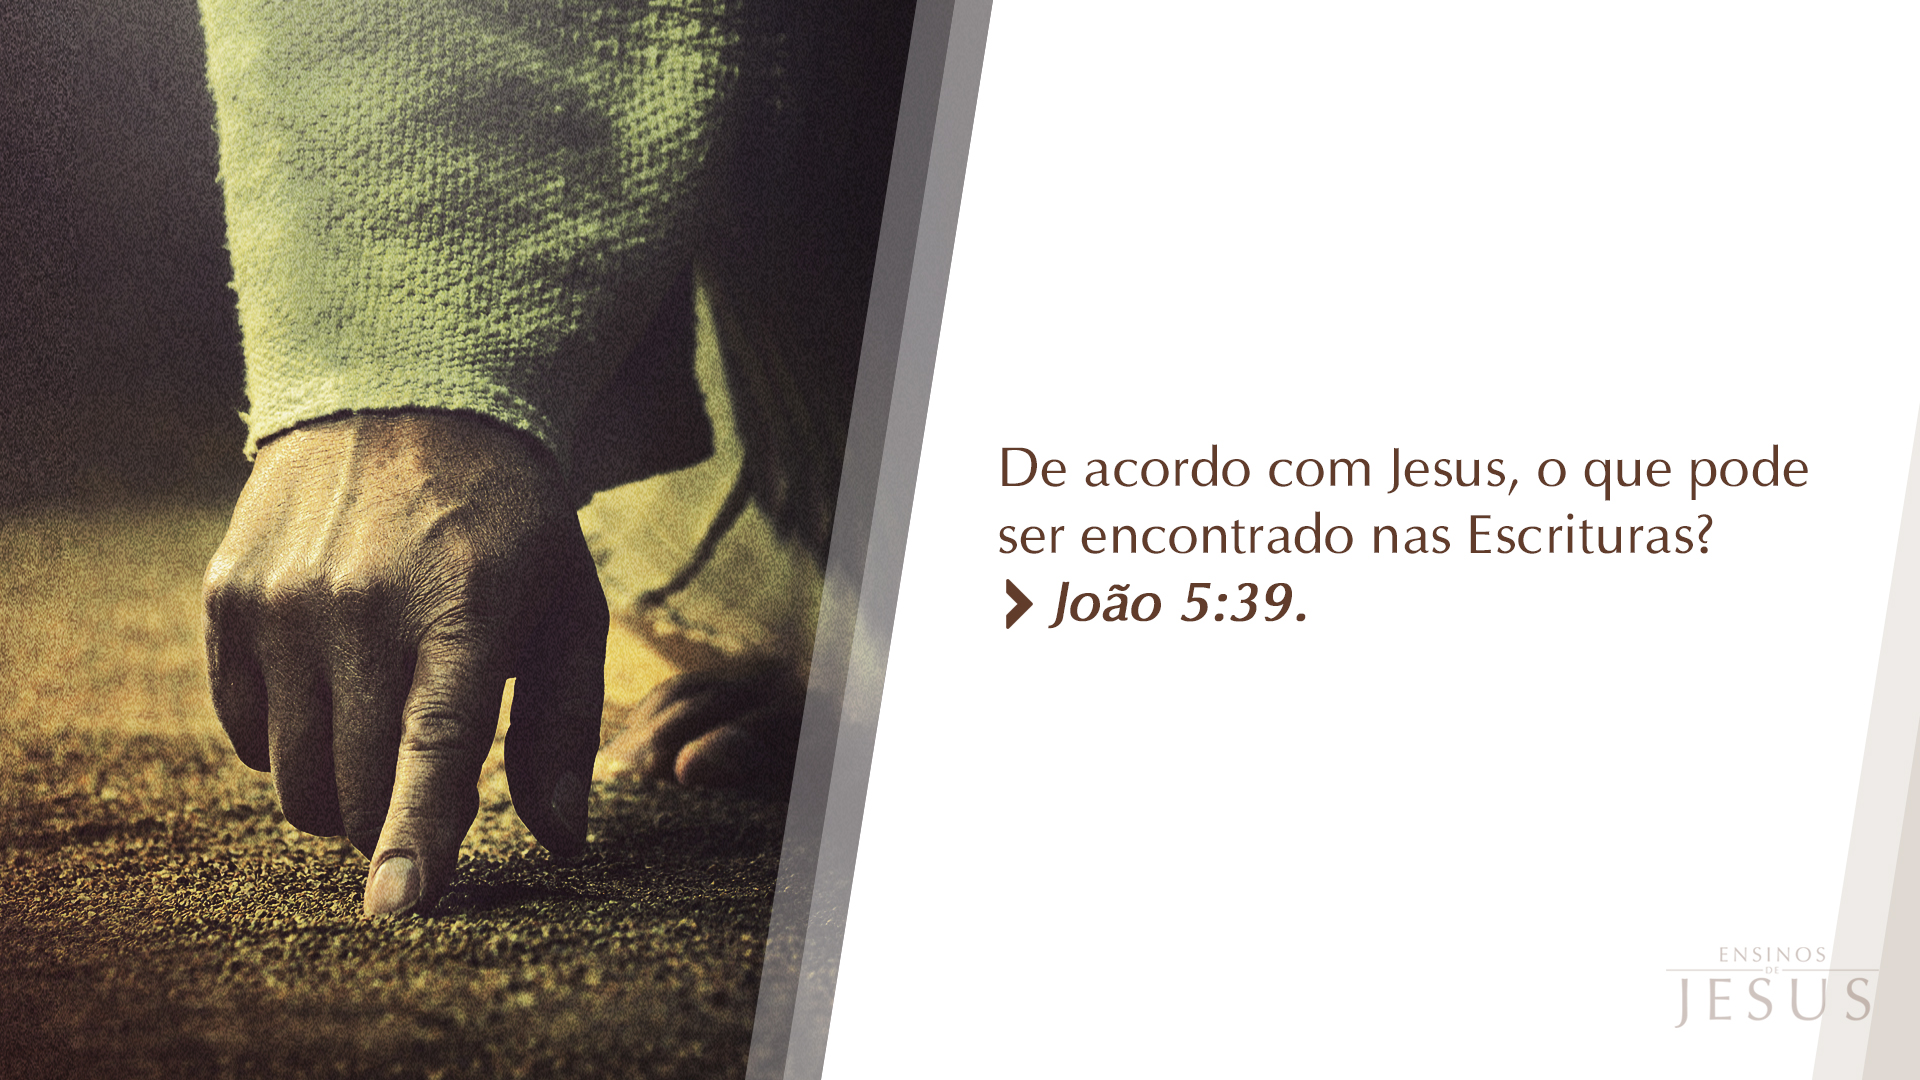 De acordo com Jesus, o que pode
ser encontrado nas Escrituras?
João 5:39.
ENSINOS
DE
JESUS